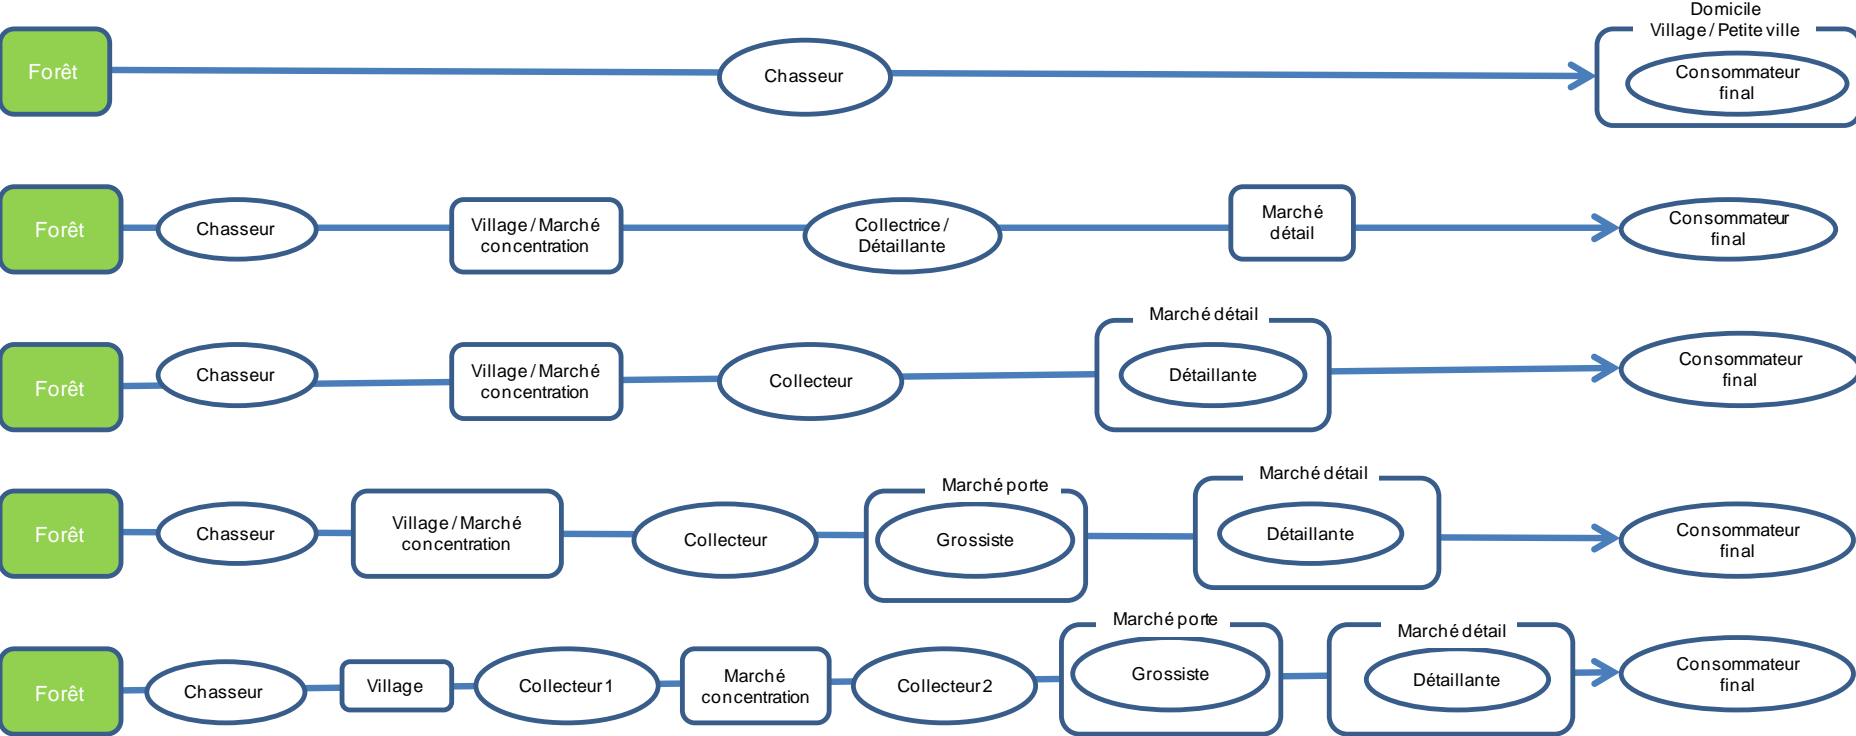 Domicile
Village / Petite ville
Forêt
Chasseur
Consommateur
final
Forêt
Chasseur
Village / Marché
concentration
Collectrice /
Détaillante
Marché
détail
Consommateur
final
Marché détail
Forêt
Chasseur
Village / Marché
concentration
Collecteur
Détaillante
Consommateur
final
Marché porte
Marché détail
Forêt
Chasseur
Village / Marché
concentration
Collecteur
Grossiste
Détaillante
Consommateur
final
Marché porte
Marché détail
Forêt
Chasseur
Village
Collecteur 1
Marché
concentration
Collecteur 2
Grossiste
Détaillante
Consommateur
final